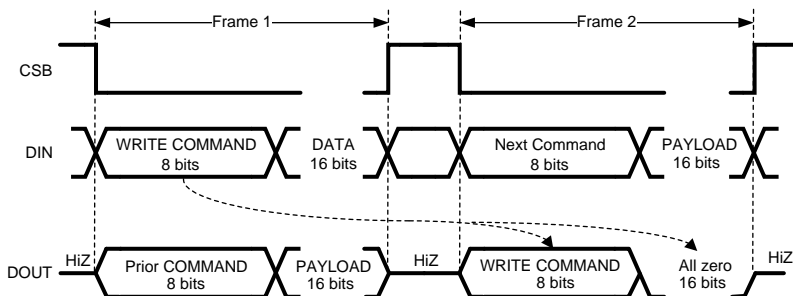 Frame 1 Frame 2
CSB
DIN WRITE COMMAND DATA Next Command PAYLOAD
8 bits 16 bits 8 bits 16 bits
HiZ HiZ HiZ
DOUT Prior COMMAND PAYLOAD WRITE COMMAND All zero
8 bits 16 bits 8 bits 16 bits